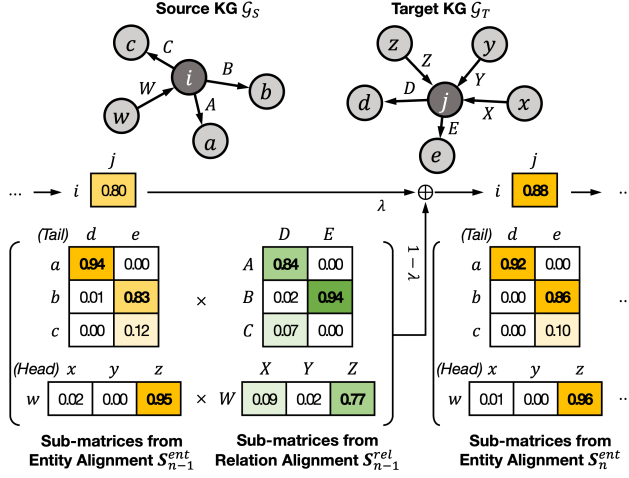 Source KG 𝒢_S
Target KG 𝒢_T
c C i B b W A w a
z y Z Y D j d X x E e
j j
... i 0.80 λ ⊕ i 0.88 ..
1 − λ
(Tail) d e D E (Tail) d e
a 0.94 0.00 A 0.84 0.00 a 0.92 0.00
b 0.01 0.83 × B 0.02 0.94 b 0.00 0.86 ..
c 0.00 0.12 C 0.07 0.00 c 0.00 0.10
(Head) x y z X Y Z (Head) x y z
w 0.02 0.00 0.95 × W 0.09 0.02 0.77 w 0.01 0.00 0.96 ..
Sub-matrices from
Entity Alignment S^{ent}_{n−1}
Sub-matrices from
Relation Alignment S^{rel}_{n−1}
Sub-matrices from
Entity Alignment S^{ent}_n